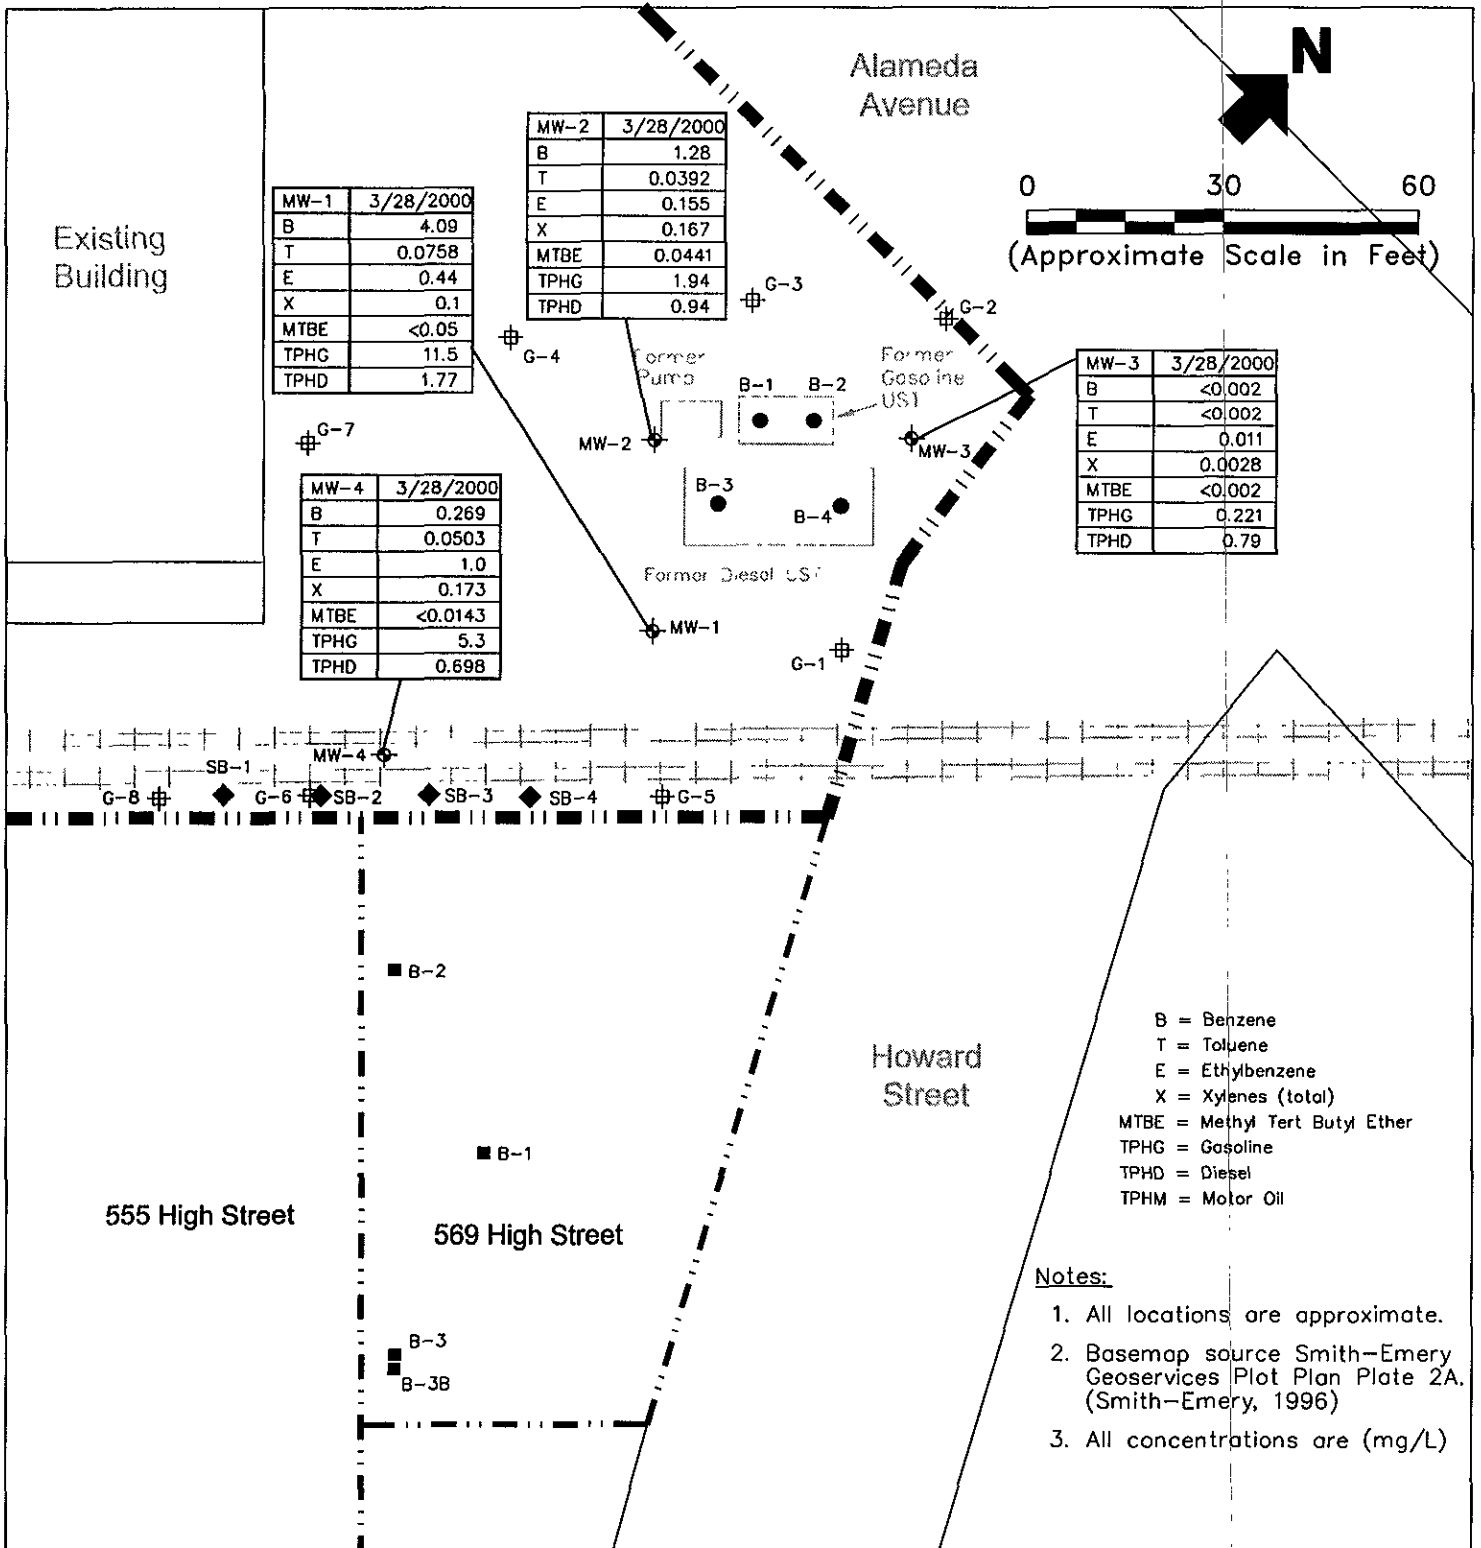 Alameda
Avenue
N
0 30 60
(Approximate Scale in Feet)
Existing
Building
MW-2 3/28/2000
B 1.28
T 0.0392
E 0.155
X 0.167
MTBE 0.0441
TPHG 1.94
TPHD 0.94
MW-1 3/28/2000
B 4.09
T 0.0758
E 0.44
X 0.1
MTBE <0.05
TPHG 11.5
TPHD 1.77
G-3
G-2
G-4
Former
Pump
Former
Gasoline
UST
B-1 B-2
MW-3 3/28/2000
B <0.002
T <0.002
E 0.011
X 0.0028
MTBE <0.002
TPHG 0.221
TPHD 0.79
G-7
MW-2
MW-3
MW-4 3/28/2000
B 0.269
T 0.0503
E 1.0
X 0.173
MTBE <0.0143
TPHG 5.3
TPHD 0.698
B-3
B-4
Former Diesel UST
MW-1
G-1
MW-4
SB-1
G-8 G-6 SB-2 SB-3 SB-4 G-5
B-2
Howard
Street
B = Benzene
T = Toluene
E = Ethylbenzene
X = Xylenes (total)
MTBE = Methyl Tert Butyl Ether
TPHG = Gasoline
TPHD = Diesel
TPHM = Motor Oil
B-1
555 High Street
569 High Street
B-3
B-3B
Notes:
1. All locations are approximate.
2. Basemap source Smith-Emery
Geoservices Plot Plan Plate 2A.
(Smith-Emery, 1996)
3. All concentrations are (mg/L)